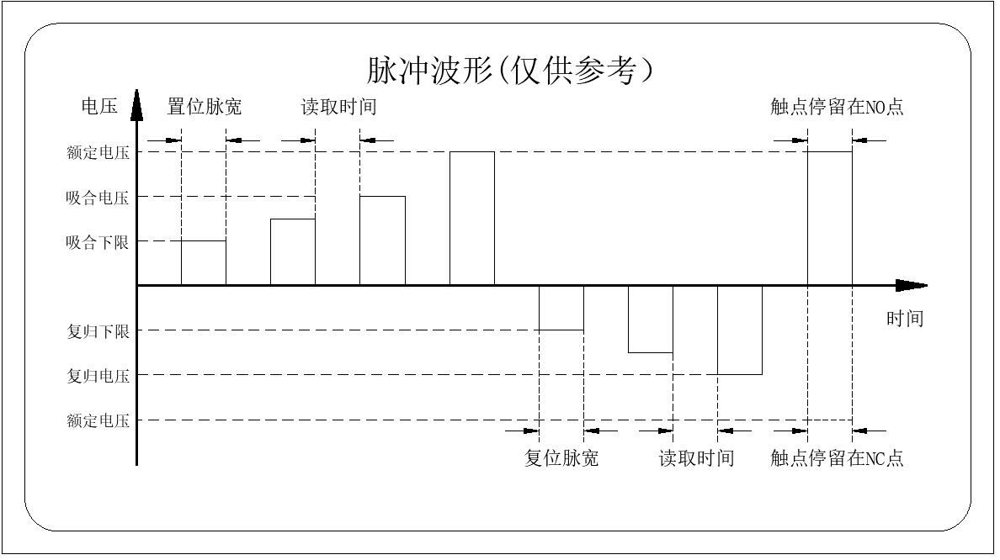 脉冲波形(仅供参考)
电压
置位脉宽
读取时间
触点停留在NO点
额定电压
吸合电压
吸合下限
时间
复归下限
复归电压
额定电压
复位脉宽
读取时间
触点停留在NC点